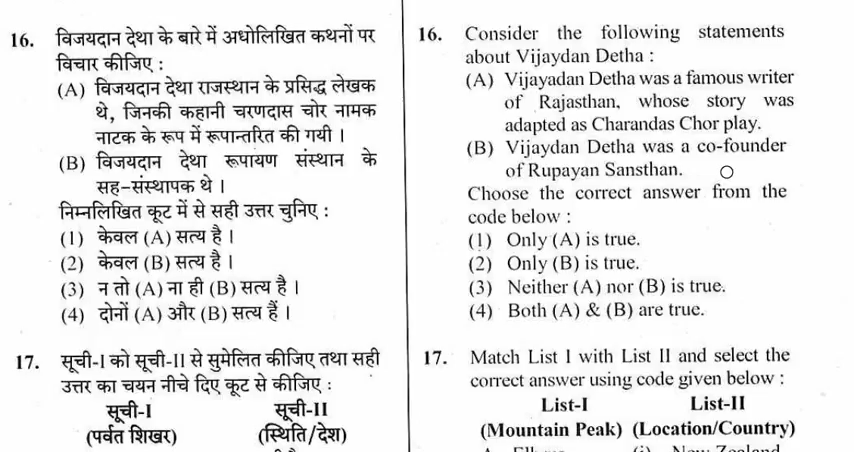 16. विजयदान देथा के बारे में अधोलिखित कथनों पर
विचार कीजिए :
(A) विजयदान देथा राजस्थान के प्रसिद्ध लेखक
थे, जिनकी कहानी चरणदास चोर नामक
नाटक के रूप में रूपान्तरित की गयी ।
(B) विजयदान देथा रूपायण संस्थान के
सह-संस्थापक थे ।
निम्नलिखित कूट में से सही उत्तर चुनिए :
(1) केवल (A) सत्य है ।
(2) केवल (B) सत्य है ।
(3) न तो (A) ना ही (B) सत्य है ।
(4) दोनों (A) और (B) सत्य हैं ।
17. सूची-I को सूची-II से सुमेलित कीजिए तथा सही
उत्तर का चयन नीचे दिए कूट से कीजिए :
सूची-I सूची-II
(पर्वत शिखर) (स्थिति/देश)
16. Consider the following statements
about Vijaydan Detha :
(A) Vijayadan Detha was a famous writer
of Rajasthan, whose story was
adapted as Charandas Chor play.
(B) Vijaydan Detha was a co-founder
of Rupayan Sansthan.
Choose the correct answer from the
code below :
(1) Only (A) is true.
(2) Only (B) is true.
(3) Neither (A) nor (B) is true.
(4) Both (A) & (B) are true.
17. Match List I with List II and select the
correct answer using code given below :
List-I List-II
(Mountain Peak) (Location/Country)